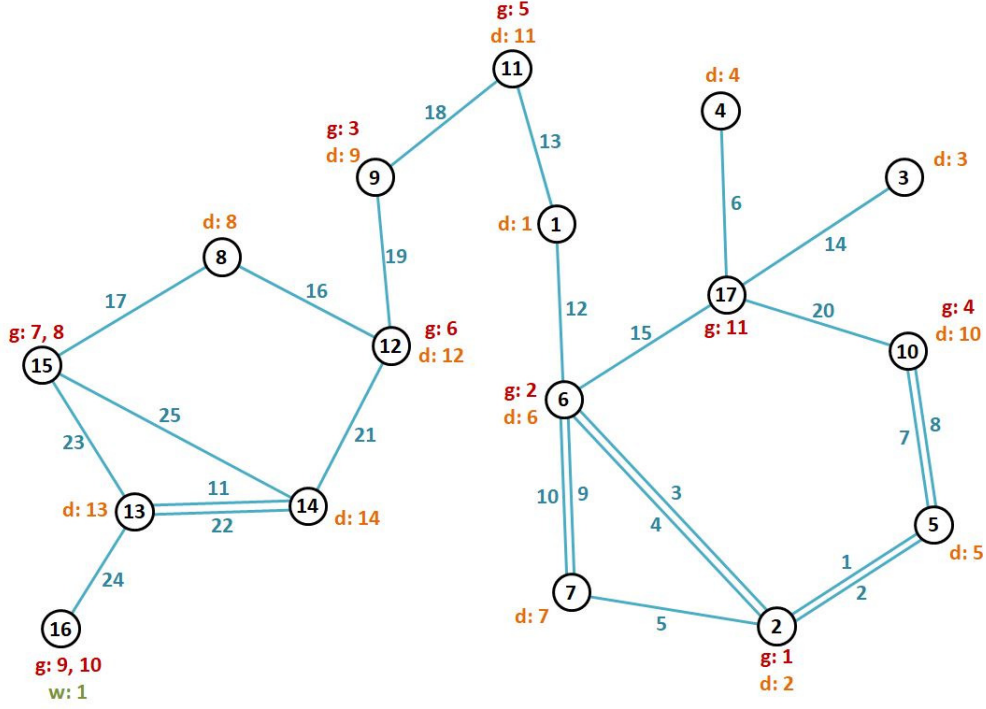 g: 5
d: 11
11
d: 4
4
18
g: 3
d: 9
9
13
3
d: 3
6
d: 8
8
d: 1
1
14
19
16
17
12
17
g: 11
20
g: 4
d: 10
10
g: 7, 8
15
12
g: 6
d: 12
15
g: 2
d: 6
6
25
23
21
7
8
11
22
10
9
3
4
d: 13
13
14
d: 14
5
d: 5
24
1
2
7
d: 7
5
16
g: 9, 10
w: 1
2
g: 1
d: 2